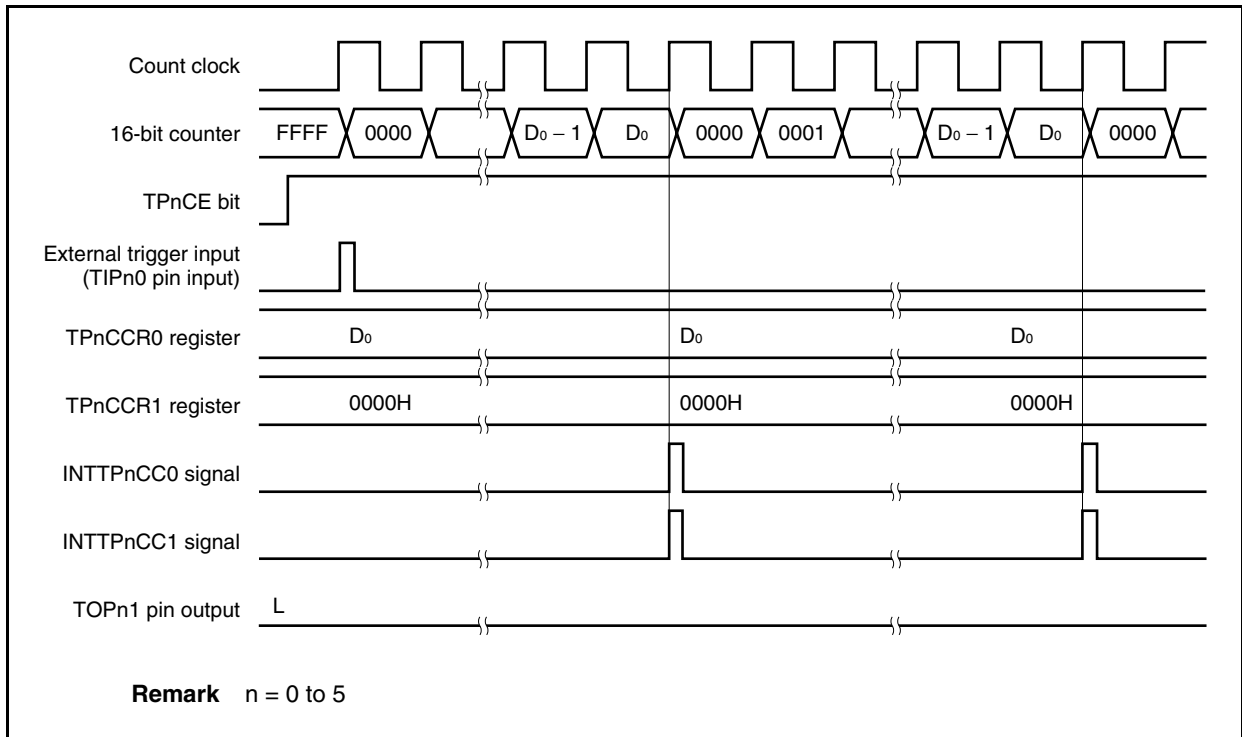 Count clock
16-bit counter FFFF 0000 D0 − 1 D0 0000 0001 D0 − 1 D0 0000
TPnCE bit
External trigger input
(TIPn0 pin input)
TPnCCR0 register D0 D0 D0
TPnCCR1 register 0000H 0000H 0000H
INTTPnCC0 signal
INTTPnCC1 signal
TOPn1 pin output L
Remark n = 0 to 5